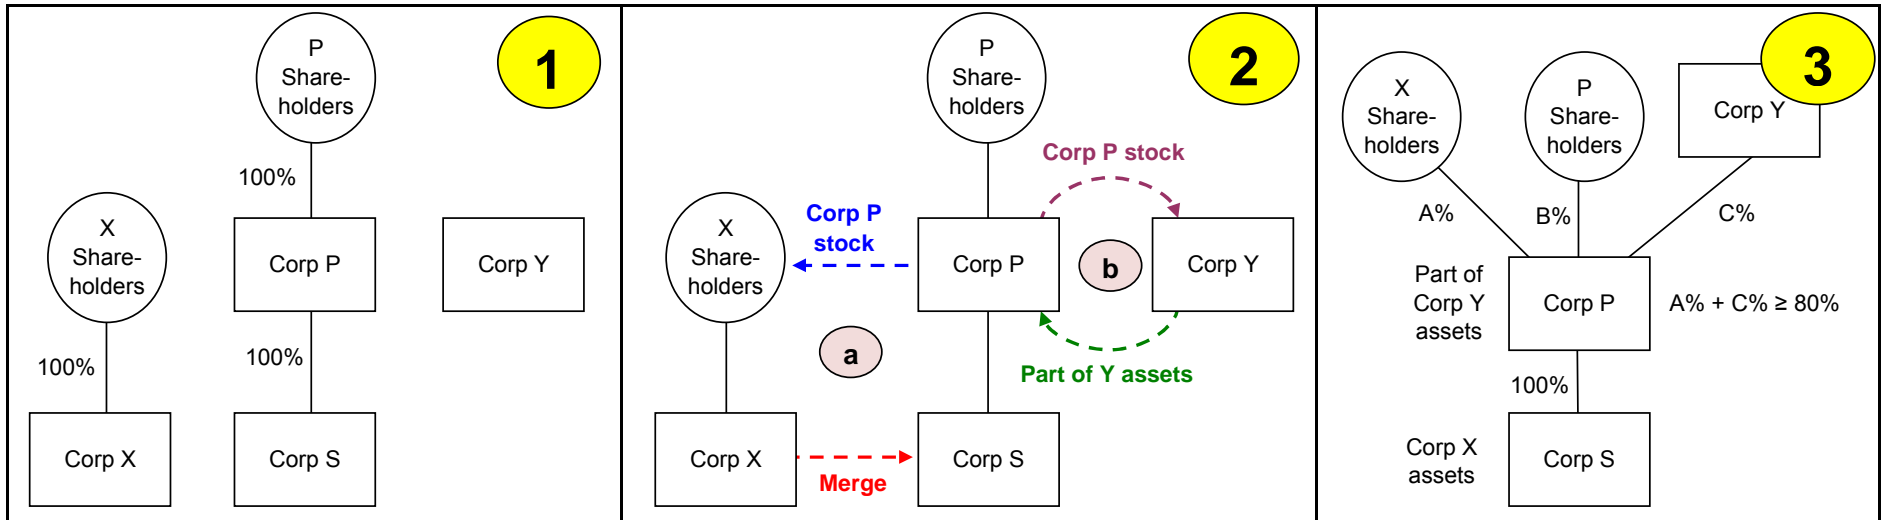 1
P
Share-
holders
100%
X
Share-
holders
Corp P
Corp Y
100%
100%
Corp X
Corp S
2
P
Share-
holders
Corp P stock
X
Share-
holders
Corp P
stock
Corp P
b
Corp Y
a
Part of Y assets
Corp X
Merge
Corp S
3
X
Share-
holders
P
Share-
holders
Corp Y
A%
B%
C%
Part of
Corp Y
assets
Corp P
A% + C% ≥ 80%
100%
Corp X
assets
Corp S